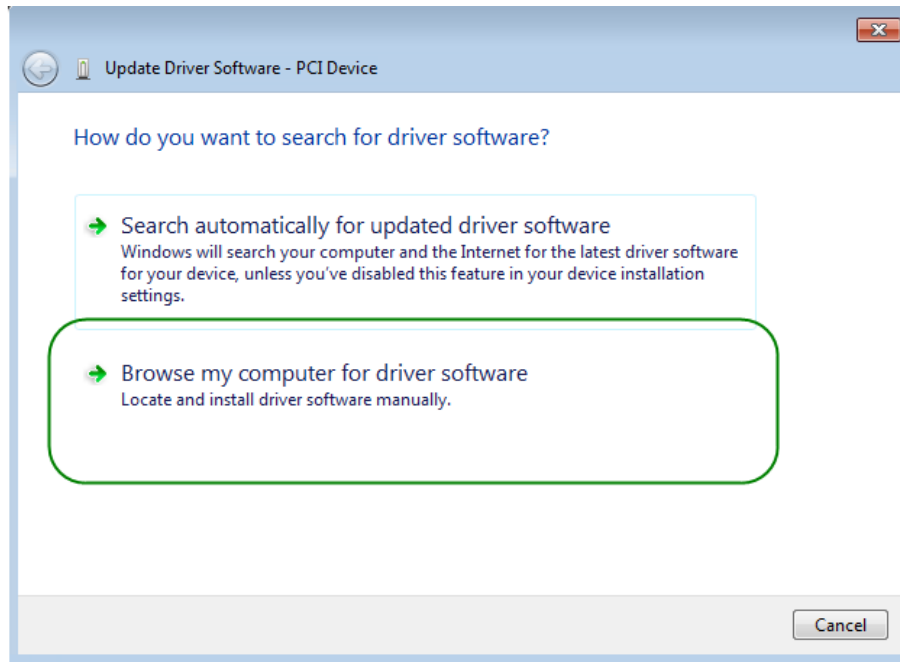 Update Driver Software - PCI Device
How do you want to search for driver software?
Search automatically for updated driver software
Windows will search your computer and the Internet for the latest driver software
for your device, unless you've disabled this feature in your device installation
settings.
Browse my computer for driver software
Locate and install driver software manually.
Cancel